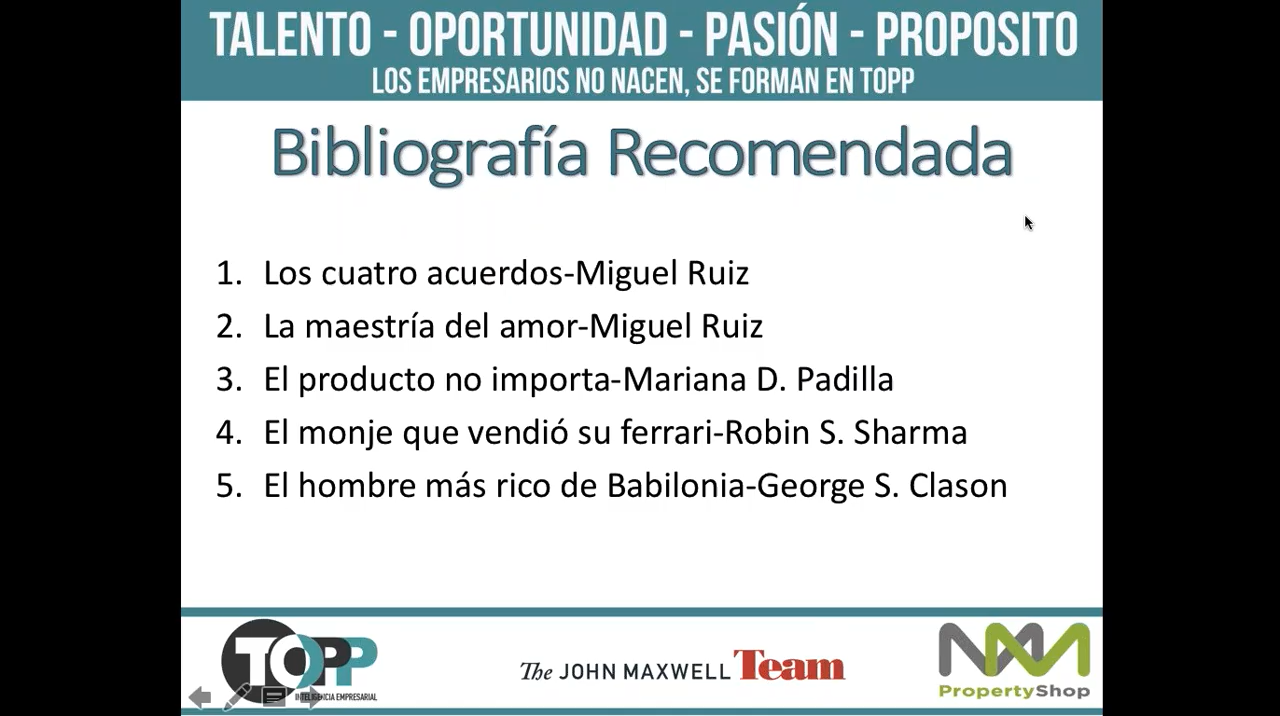 TALENTO - OPORTUNIDAD - PASIÓN - PROPOSITO
LOS EMPRESARIOS NO NACEN, SE FORMAN EN TOPP
Bibliografía Recomendada
1. Los cuatro acuerdos-Miguel Ruiz
2. La maestría del amor-Miguel Ruiz
3. El producto no importa-Mariana D. Padilla
4. El monje que vendió su ferrari-Robin S. Sharma
5. El hombre más rico de Babilonia-George S. Clason
TOPP
INTELIGENCIA EMPRESARIAL
The JOHN MAXWELL Team
PropertyShop